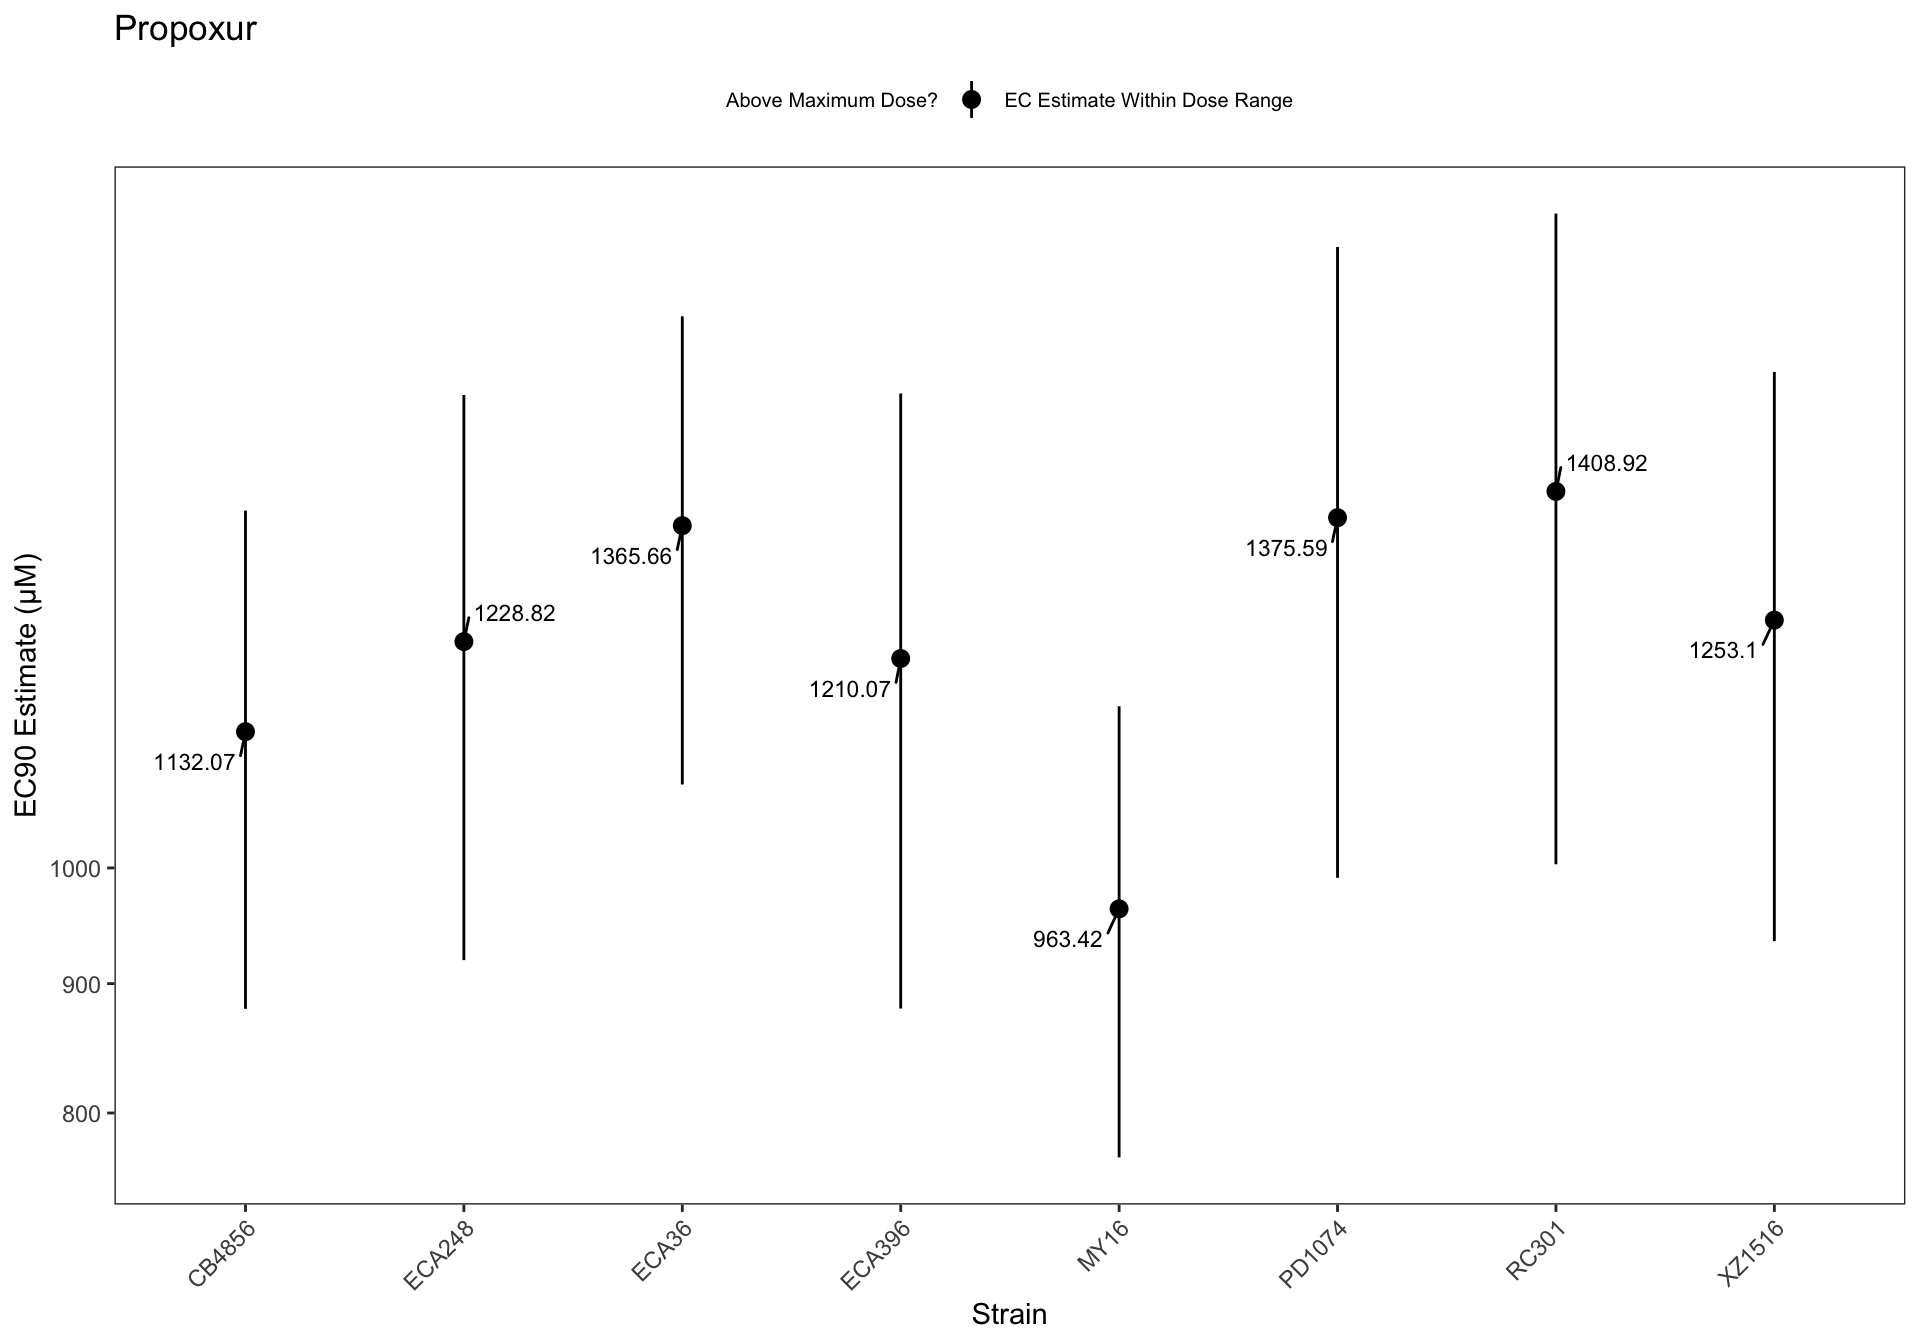 Propoxur
Above Maximum Dose? EC Estimate Within Dose Range
EC90 Estimate (µM)
1408.92
1365.66
1375.59
1228.82
1253.1
1210.07
1132.07
963.42
1000
900
800
CB4856 ECA248 ECA36 ECA396 MY16 PD1074 RC301 XZ1516
Strain